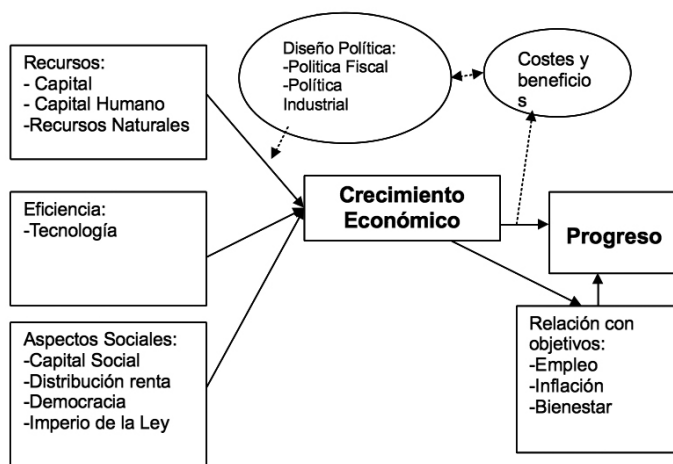 Recursos:
- Capital
- Capital Humano
-Recursos Naturales
Diseño Política:
-Politica Fiscal
-Política
Industrial
Costes y
beneficio
s
Eficiencia:
-Tecnología
Crecimiento
Económico
Progreso
Aspectos Sociales:
-Capital Social
-Distribución renta
-Democracia
-Imperio de la Ley
Relación con
objetivos:
-Empleo
-Inflación
-Bienestar